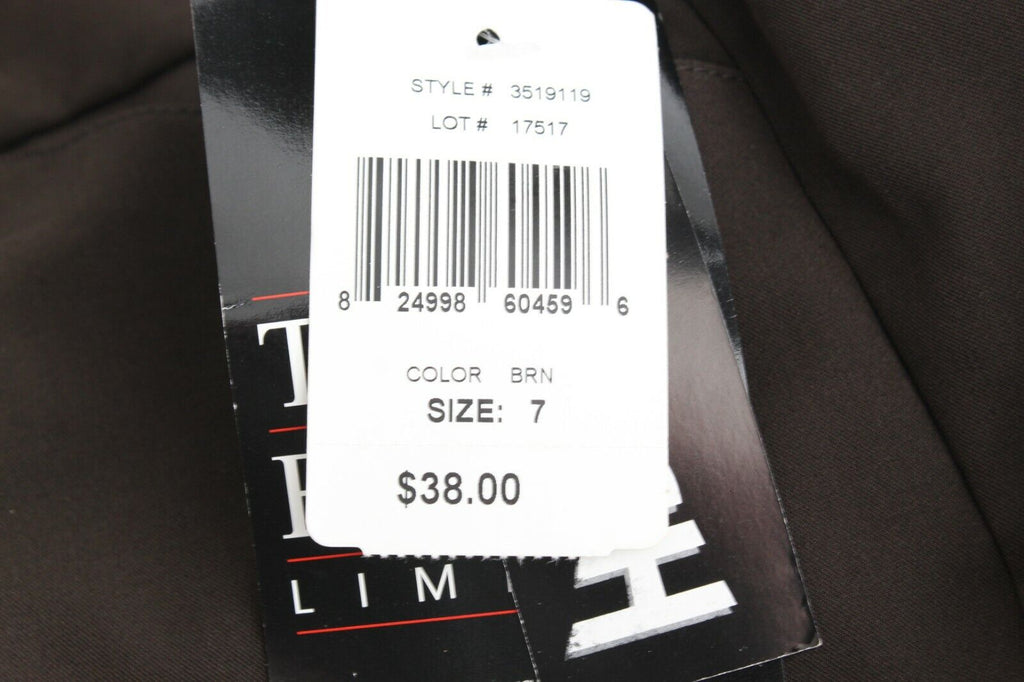 STYLE # 3519119
LOT # 17517
8 24998 60459 6
COLOR BRN
SIZE: 7
$38.00
T
LIM
H